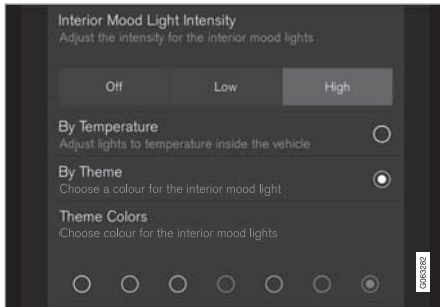 Interior Mood Light Intensity
Adjust the intensity for the interior mood lights
Off Low High
By Temperature
Adjust lights to temperature inside the vehicle
By Theme
Choose a colour for the interior mood light
Theme Colors
Choose colour for the interior mood lights
G063282